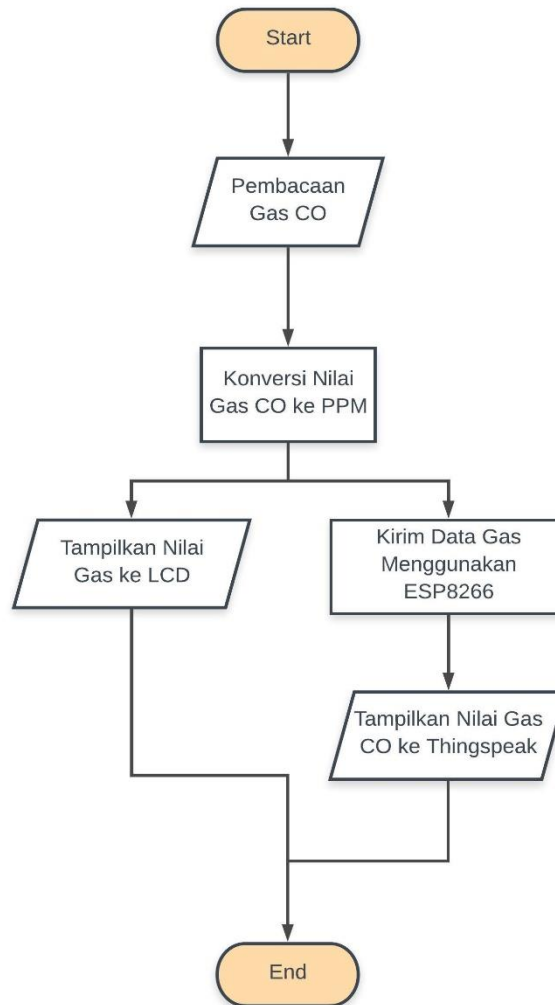 Start
Pembacaan
Gas CO
Konversi Nilai
Gas CO ke PPM
Tampilkan Nilai
Gas ke LCD
Kirim Data Gas
Menggunakan
ESP8266
Tampilkan Nilai Gas
CO ke Thingspeak
End